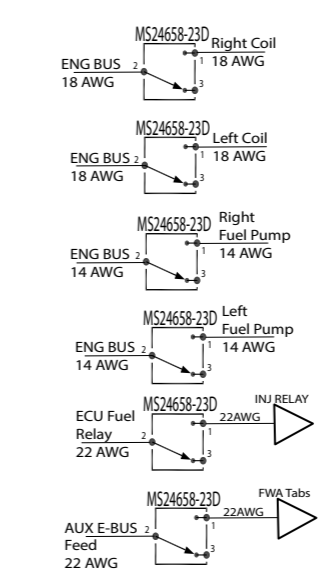 MS24658-23D
Right Coil
1 18 AWG
ENG BUS 2
18 AWG
3
MS24658-23D
Left Coil
1 18 AWG
ENG BUS 2
18 AWG
3
MS24658-23D
Right
Fuel Pump
1 14 AWG
ENG BUS 2
14 AWG
3
MS24658-23D
Left
Fuel Pump
1 14 AWG
ENG BUS 2
14 AWG
3
MS24658-23D
INJ RELAY
22AWG
1
ECU Fuel
Relay 2
22 AWG
3
MS24658-23D
FWA Tabs
22AWG
1
AUX E-BUS 2
Feed
22 AWG
3